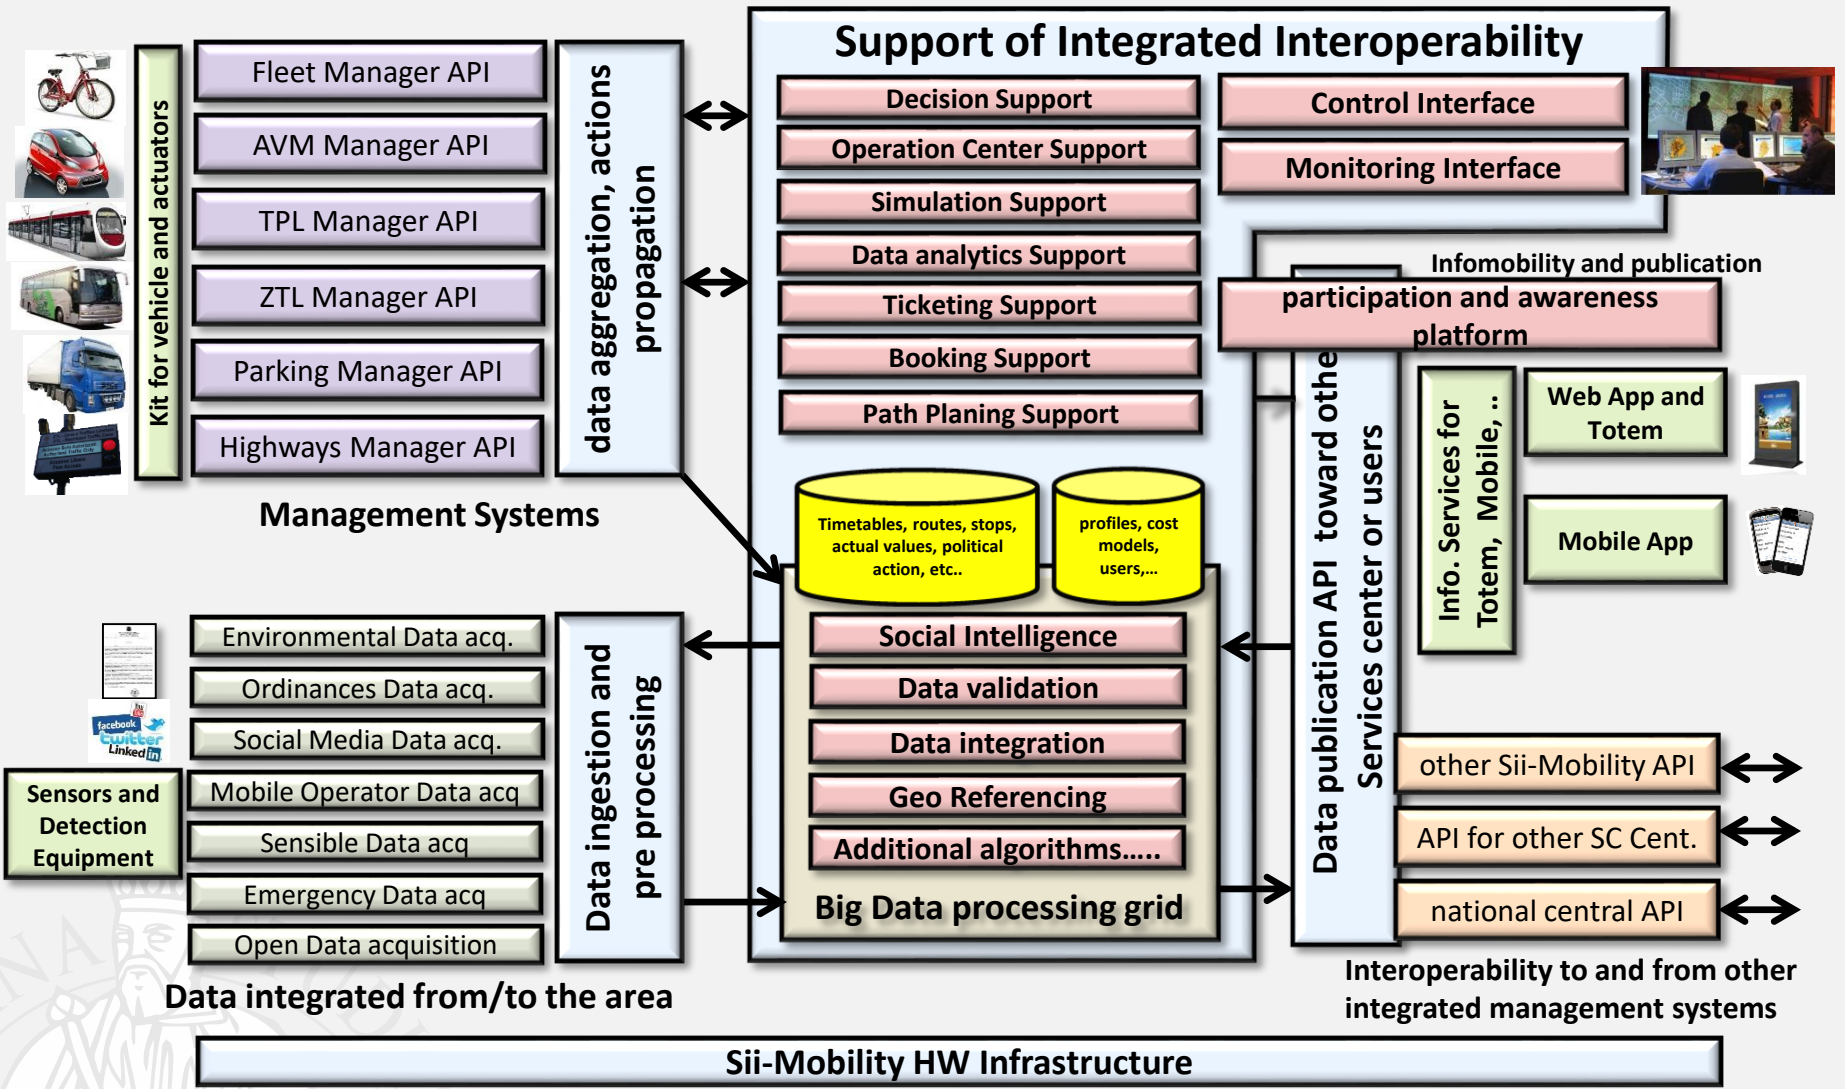 Support of Integrated Interoperability
Kit for vehicle and actuators
Fleet Manager API
AVM Manager API
TPL Manager API
ZTL Manager API
Parking Manager API
Highways Manager API
Management Systems
data aggregation, actions
propagation
Decision Support
Operation Center Support
Simulation Support
Data analytics Support
Ticketing Support
Booking Support
Path Planing Support
Control Interface
Monitoring Interface
Infomobility and publication
participation and awareness
platform
Data publication API toward othe
Services center or users
Info. Services for
Totem, Mobile, ..
Web App and
Totem
Mobile App
Timetables, routes, stops,
actual values, political
action, etc..
profiles, cost
models,
users,...
Social Intelligence
Data validation
Data integration
Geo Referencing
Additional algorithms.....
Big Data processing grid
facebook
twitter
Linked in
Sensors and
Detection
Equipment
Environmental Data acq.
Ordinances Data acq.
Social Media Data acq.
Mobile Operator Data acq
Sensible Data acq
Emergency Data acq
Open Data acquisition
Data ingestion and
pre processing
Data integrated from/to the area
other Sii-Mobility API
API for other SC Cent.
national central API
Interoperability to and from other
integrated management systems
Sii-Mobility HW Infrastructure